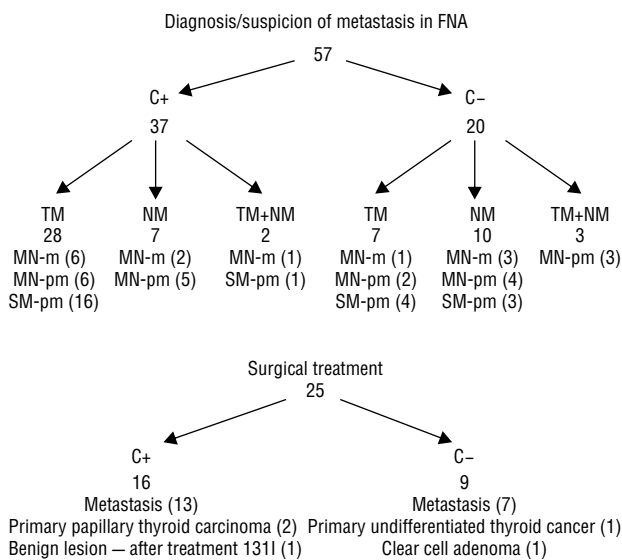 Diagnosis/suspicion of metastasis in FNA
57
C+ C−
37 20
TM NM TM+NM TM NM TM+NM
28 7 2 7 10 3
MN-m (6) MN-m (2) MN-m (1) MN-m (1) MN-m (3) MN-pm (3)
MN-pm (6) MN-pm (5) SM-pm (1) MN-pm (2) MN-pm (4)
SM-pm (16) SM-pm (4) SM-pm (3)
Surgical treatment
25
C+ C−
16 9
Metastasis (13) Metastasis (7)
Primary papillary thyroid carcinoma (2) Primary undifferentiated thyroid cancer (1)
Benign lesion — after treatment 131I (1) Clear cell adenoma (1)